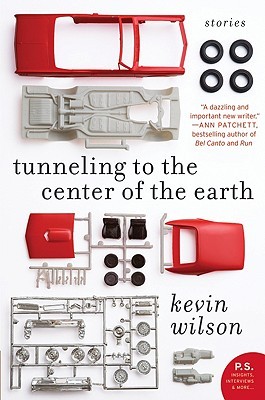 stories
"A dazzling and
important new writer."
—ANN PATCHETT,
bestselling author of
Bel Canto and Run
tunneling to the
center of the earth
kevin
wilson
P.S.
INSIGHTS,
INTERVIEWS
& MORE...